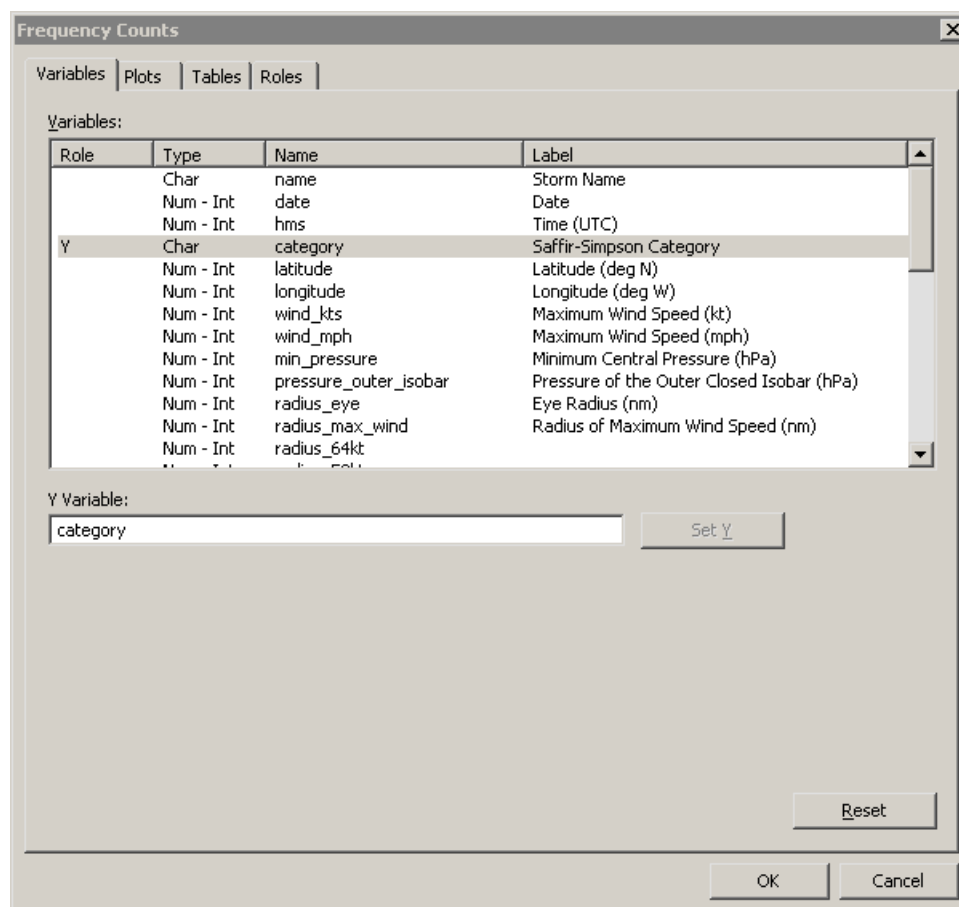 Frequency Counts
Variables Plots Tables Roles
Variables:
Role Type Name Label
Char name Storm Name
Num - Int date Date
Num - Int hms Time (UTC)
Y Char category Saffir-Simpson Category
Num - Int latitude Latitude (deg N)
Num - Int longitude Longitude (deg W)
Num - Int wind_kts Maximum Wind Speed (kt)
Num - Int wind_mph Maximum Wind Speed (mph)
Num - Int min_pressure Minimum Central Pressure (hPa)
Num - Int pressure_outer_isobar Pressure of the Outer Closed Isobar (hPa)
Num - Int radius_eye Eye Radius (nm)
Num - Int radius_max_wind Radius of Maximum Wind Speed (nm)
Num - Int radius_64kt
Y Variable:
category Set Y
Reset
OK Cancel